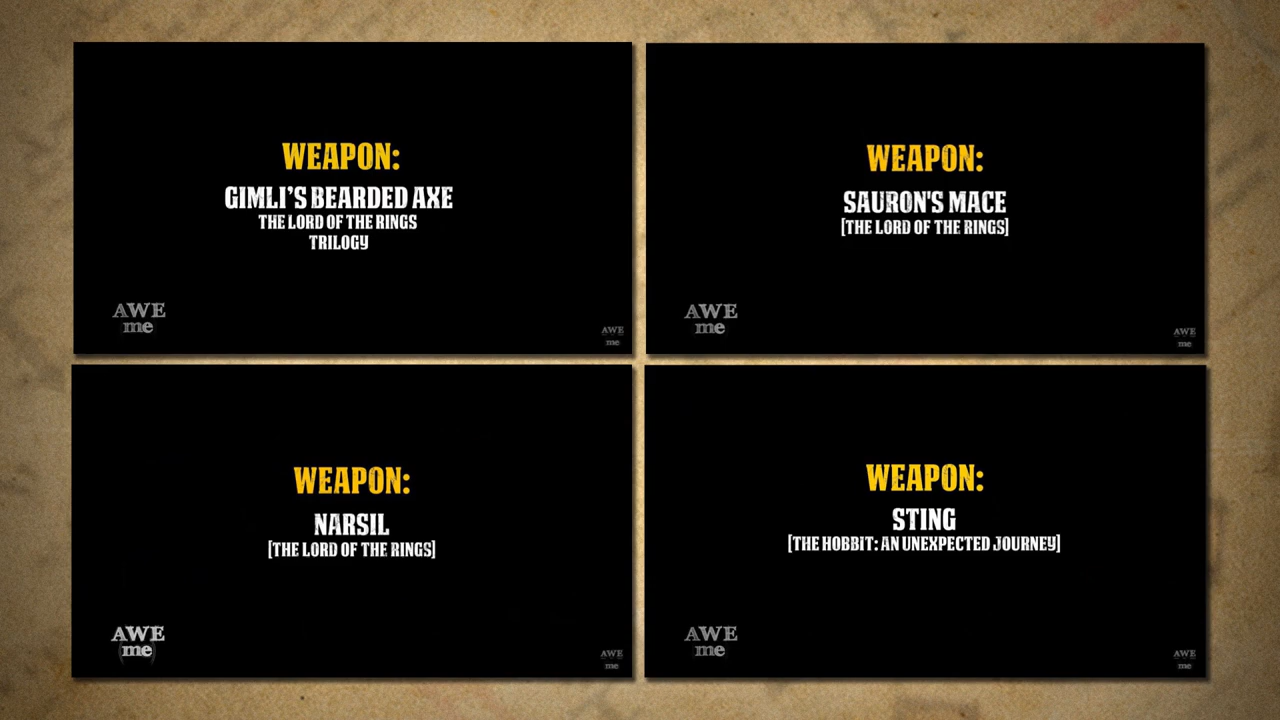 WEAPON:
GIMLI'S BEARDED AXE
THE LORD OF THE RINGS
TRILOGY
AWE
me
AWE
me
WEAPON:
SAURON'S MACE
[THE LORD OF THE RINGS]
AWE
me
AWE
me
WEAPON:
NARSIL
[THE LORD OF THE RINGS]
AWE
me
AWE
me
WEAPON:
STING
[THE HOBBIT: AN UNEXPECTED JOURNEY]
AWE
me
AWE
me